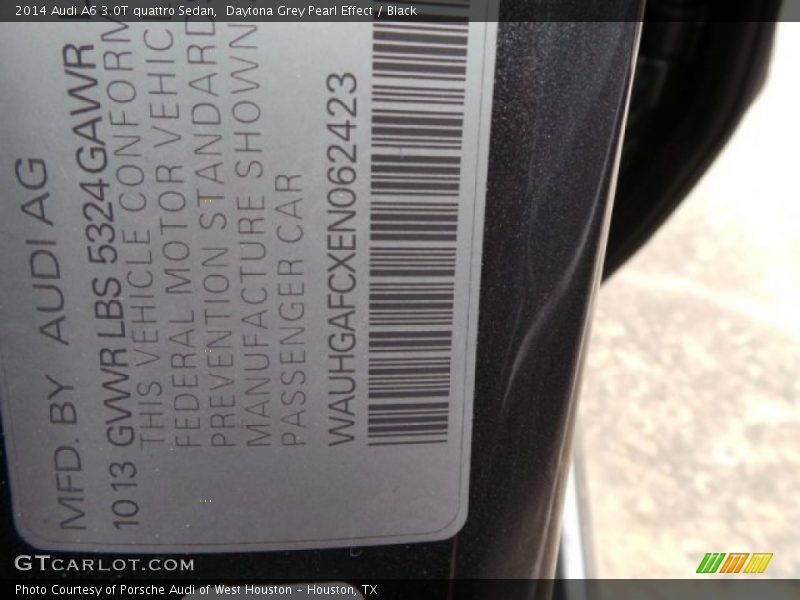 2014 Audi A6 3.0T quattro Sedan,  Daytona Grey Pearl Effect / Black
MFD. BY AUDI AG
10 13 GVWR LBS 5324 GAWR
THIS VEHICLE CONFORM
FEDERAL MOTOR VEHIC
PREVENTION STANDARD
MANUFACTURE SHOWN
PASSENGER CAR
WAUHGAFCXEN062423
GTCARLOT.COM
Photo Courtesy of Porsche Audi of West Houston – Houston, TX